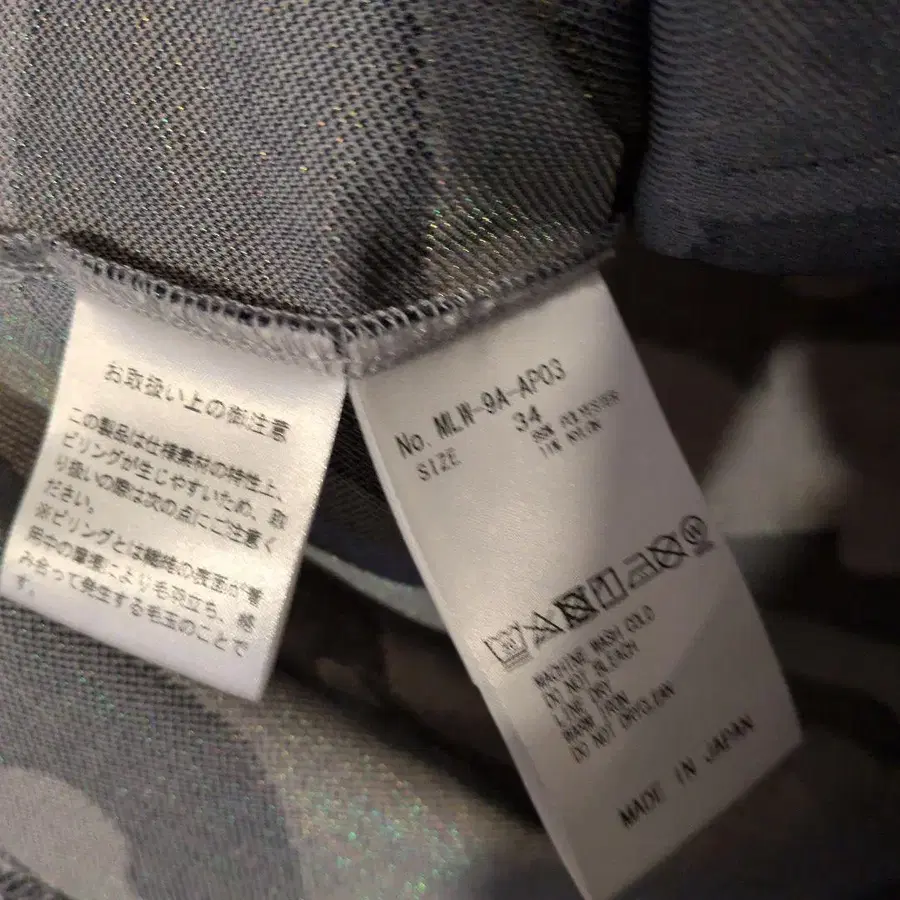 お取扱い上の御注意
この製品は仕様素材の特性上、
ピリングが生じやすいため、取
り扱いの際は次の点にご注意く
ださい。
※ピリングとは繊維の表面が着
用中の摩擦により毛羽立ち、絡
み合って発生する毛玉のことで
す。
No. MLW-9A-AP03
SIZE 34
POLYESTER
NYLON
MACHINE WASH COLD
DO NOT BLEACH
LINE DRY
WARM IRON
DO NOT DRYCLEAN
MADE IN JAPAN